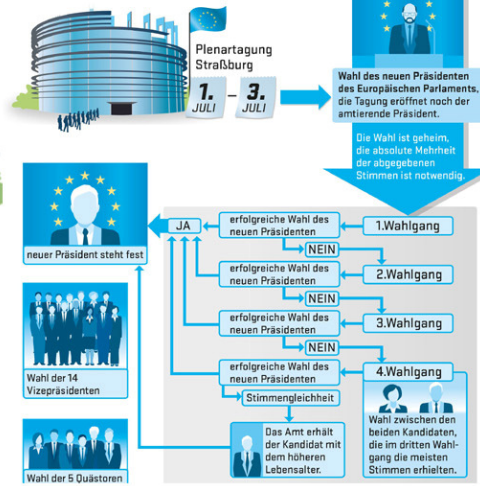 Plenartagung
Straßburg
1.
JULI
–
3.
JULI
Wahl des neuen Präsidenten
des Europäischen Parlaments,
die Tagung eröffnet noch der
amtierende Präsident.
Die Wahl ist geheim,
die absolute Mehrheit
der abgegebenen
Stimmen ist notwendig.
neuer Präsident steht fest
JA
erfolgreiche Wahl des
neuen Präsidenten
1.Wahlgang
NEIN
erfolgreiche Wahl des
neuen Präsidenten
2.Wahlgang
NEIN
erfolgreiche Wahl des
neuen Präsidenten
3.Wahlgang
NEIN
erfolgreiche Wahl des
neuen Präsidenten
4.Wahlgang
Stimmengleichheit
Das Amt erhält
der Kandidat mit
dem höheren
Lebensalter.
Wahl zwischen den
beiden Kandidaten,
die im dritten Wahl-
gang die meisten
Stimmen erhielten.
Wahl der 14
Vizepräsidenten
Wahl der 5 Quästoren